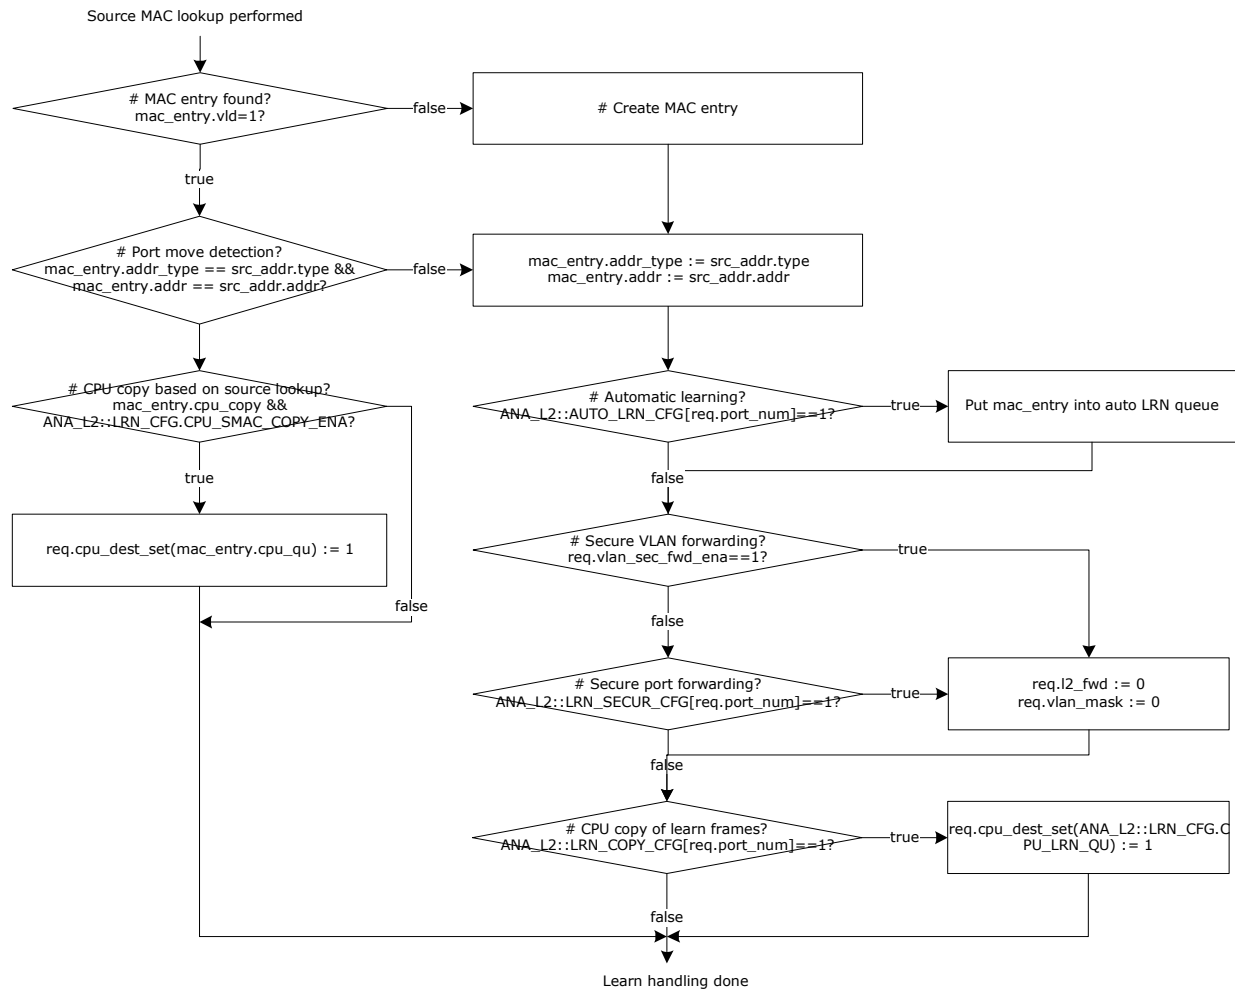 Source MAC lookup performed
# MAC entry found?
mac_entry.vld=1?
false
# Create MAC entry
true
# Port move detection?
mac_entry.addr_type == src_addr.type &&
mac_entry.addr == src_addr.addr?
false
mac_entry.addr_type := src_addr.type
mac_entry.addr := src_addr.addr
# CPU copy based on source lookup?
mac_entry.cpu_copy &&
ANA_L2::LRN_CFG.CPU_SMAC_COPY_ENA?
# Automatic learning?
ANA_L2::AUTO_LRN_CFG[req.port_num]==1?
true
Put mac_entry into auto LRN queue
true
false
req.cpu_dest_set(mac_entry.cpu_qu) := 1
# Secure VLAN forwarding?
req.vlan_sec_fwd_ena==1?
true
false
false
# Secure port forwarding?
ANA_L2::LRN_SECUR_CFG[req.port_num]==1?
true
req.l2_fwd := 0
req.vlan_mask := 0
false
# CPU copy of learn frames?
ANA_L2::LRN_COPY_CFG[req.port_num]==1?
true
req.cpu_dest_set(ANA_L2::LRN_CFG.C
PU_LRN_QU) := 1
false
Learn handling done